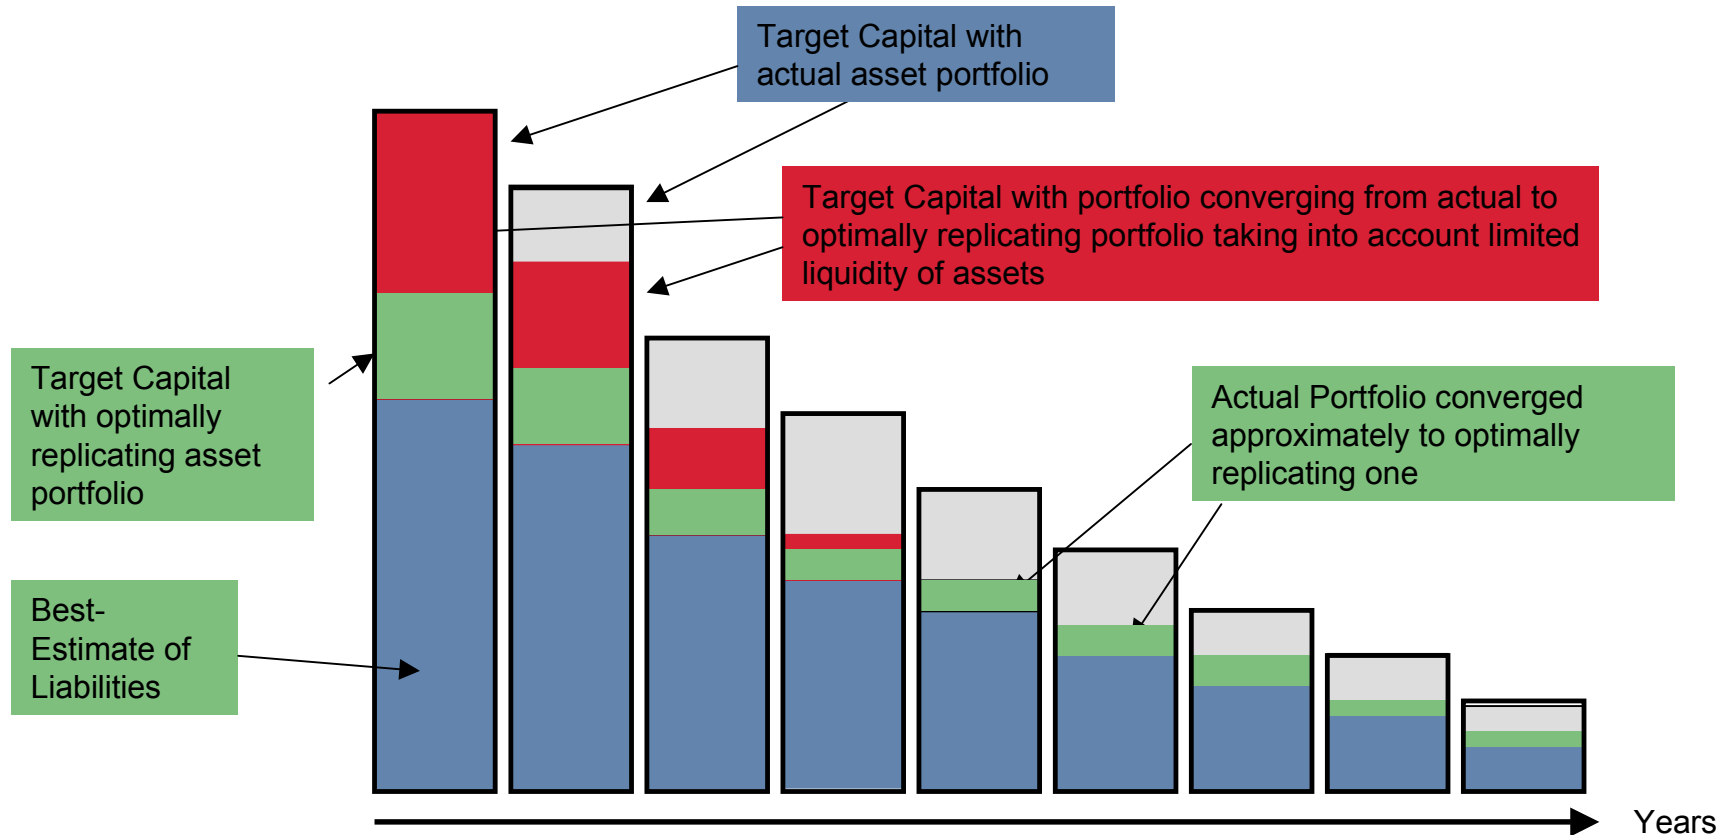 Target Capital with
actual asset portfolio
Target Capital with portfolio converging from actual to
optimally replicating portfolio taking into account limited
liquidity of assets
Target Capital
with optimally
replicating asset
portfolio
Actual Portfolio converged
approximately to optimally
replicating one
Best-
Estimate of
Liabilities
Years